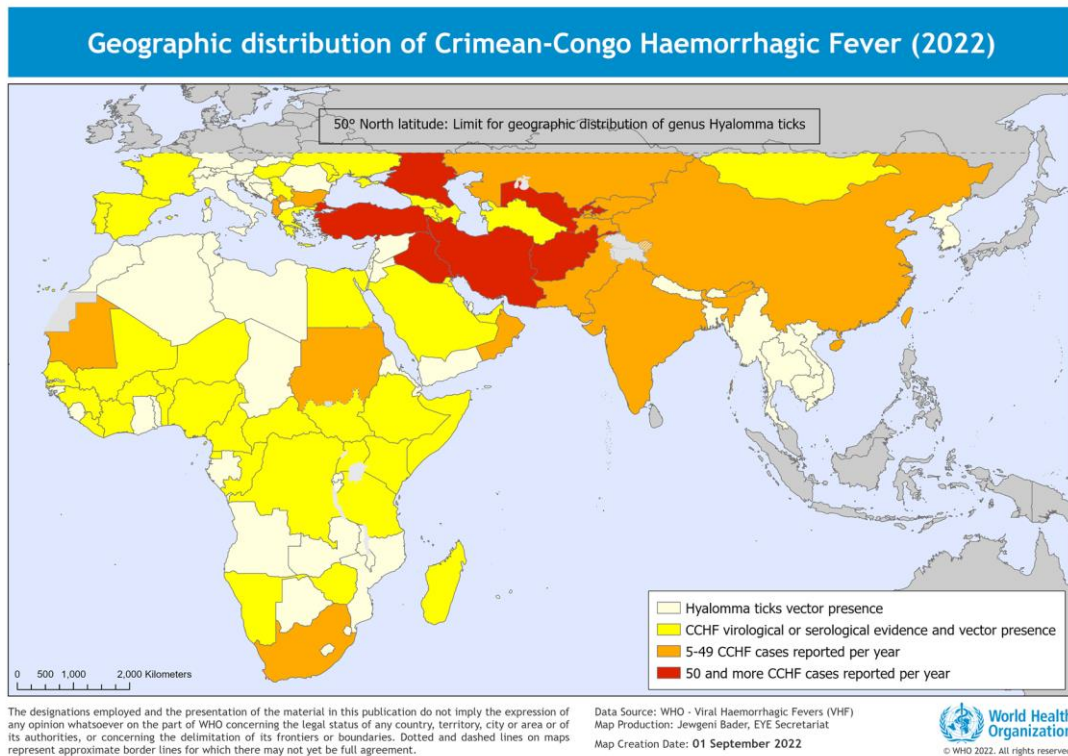 Geographic distribution of Crimean-Congo Haemorrhagic Fever (2022)
50° North latitude: Limit for geographic distribution of genus Hyalomma ticks
Hyalomma ticks vector presence
CCHF virological or serological evidence and vector presence
5-49 CCHF cases reported per year
50 and more CCHF cases reported per year
0 500 1,000 2,000 Kilometers
The designations employed and the presentation of the material in this publication do not imply the expression of
any opinion whatsoever on the part of WHO concerning the legal status of any country, territory, city or area or of
its authorities, or concerning the delimitation of its frontiers or boundaries. Dotted and dashed lines on maps
represent approximate border lines for which there may not yet be full agreement.
Data Source: WHO - Viral Haemorrhagic Fevers (VHF)
Map Production: Jewgeni Bader, EYE Secretariat
Map Creation Date: 01 September 2022
World Health
Organization
© WHO 2022. All rights reserved